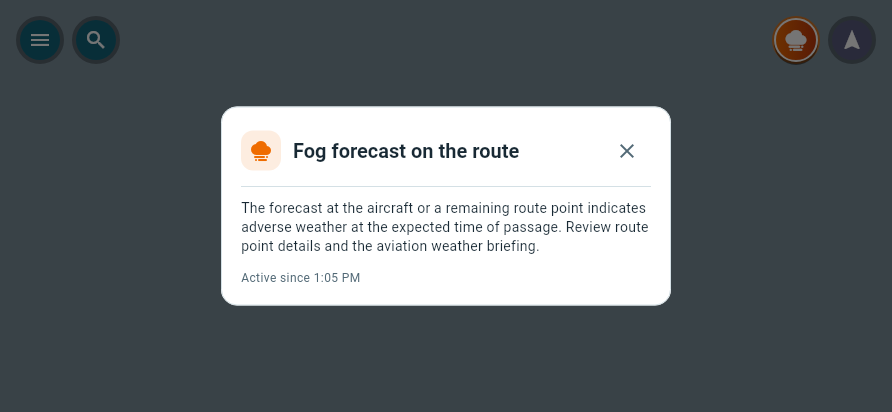 Fog forecast on the route
The forecast at the aircraft or a remaining route point indicates
adverse weather at the expected time of passage. Review route
point details and the aviation weather briefing.
Active since 1:05 PM